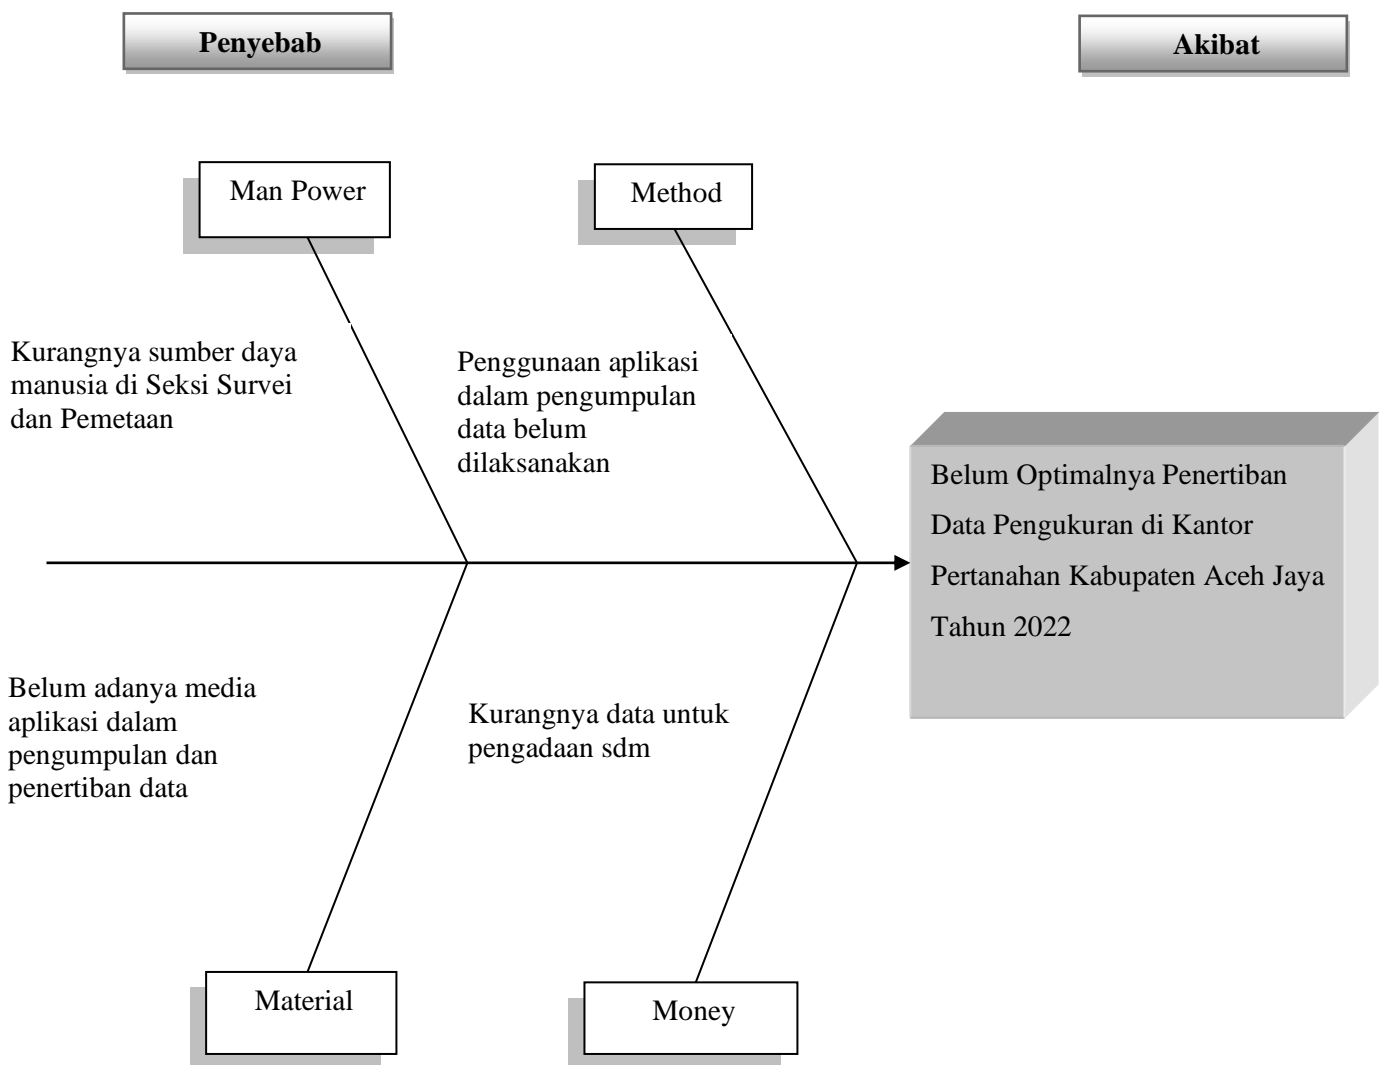 Penyebab
Akibat
Man Power
Method
Kurangnya sumber daya
manusia di Seksi Survei
dan Pemetaan
Penggunaan aplikasi
dalam pengumpulan
data belum
dilaksanakan
Belum Optimalnya Penertiban
Data Pengukuran di Kantor
Pertanahan Kabupaten Aceh Jaya
Tahun 2022
Belum adanya media
aplikasi dalam
pengumpulan dan
penertiban data
Kurangnya data untuk
pengadaan sdm
Material
Money